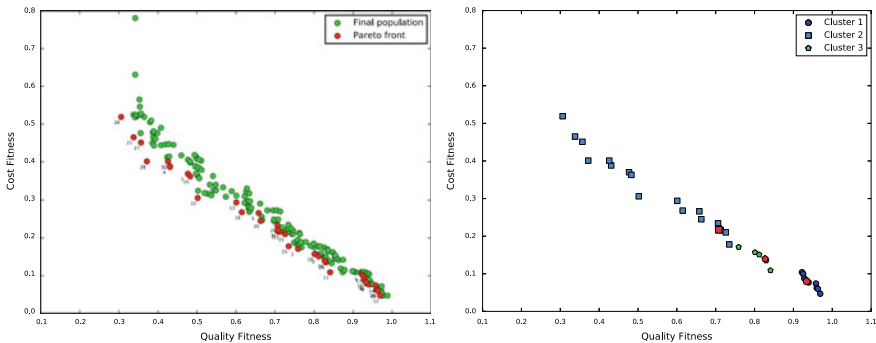 0.8
0.7
0.6
0.5
0.4
0.3
0.2
0.1
0.0
0.1 0.2 0.3 0.4 0.5 0.6 0.7 0.8 0.9 1.0 1.1
Cost Fitness
Quality Fitness
Final population
Pareto front
0.8
0.7
0.6
0.5
0.4
0.3
0.2
0.1
0.0
0.1 0.2 0.3 0.4 0.5 0.6 0.7 0.8 0.9 1.0 1.1
Cost Fitness
Quality Fitness
Cluster 1
Cluster 2
Cluster 3